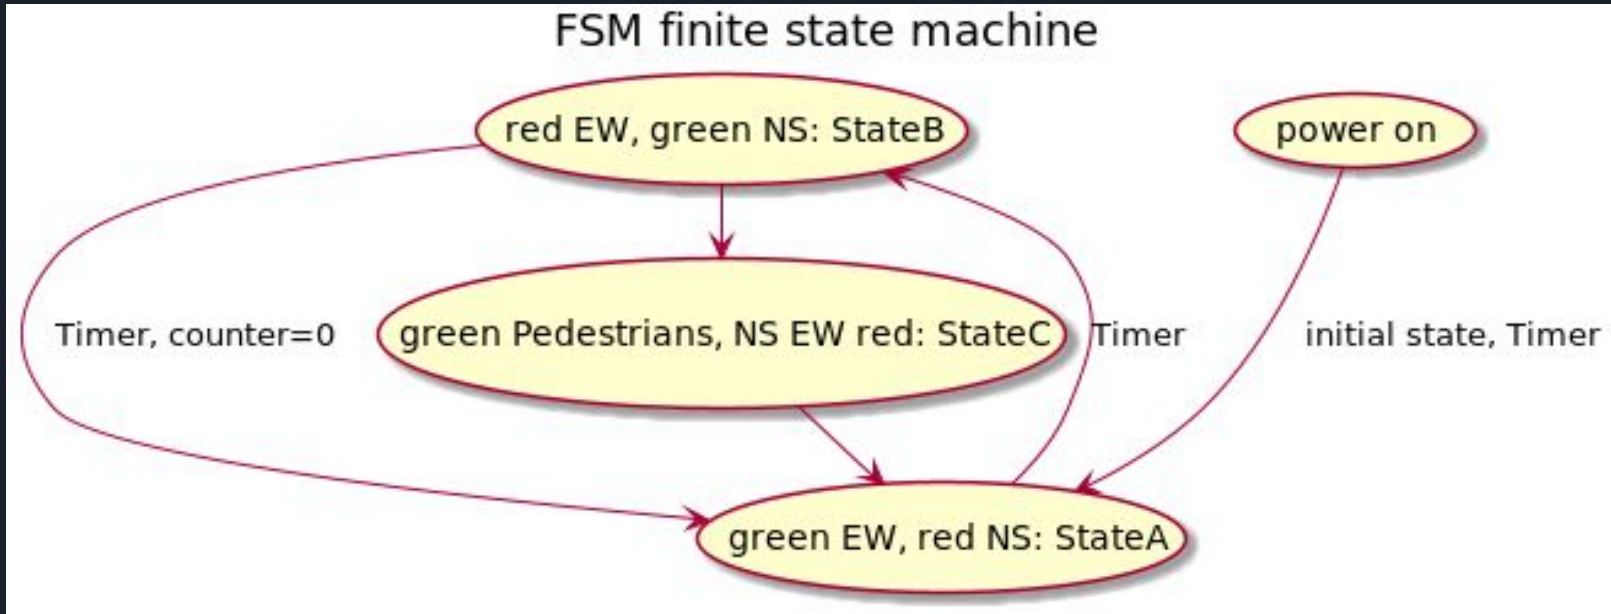 FSM finite state machine
red EW, green NS: StateB
power on
Timer, counter=0
green Pedestrians, NS EW red: StateC
Timer
initial state, Timer
green EW, red NS: StateA